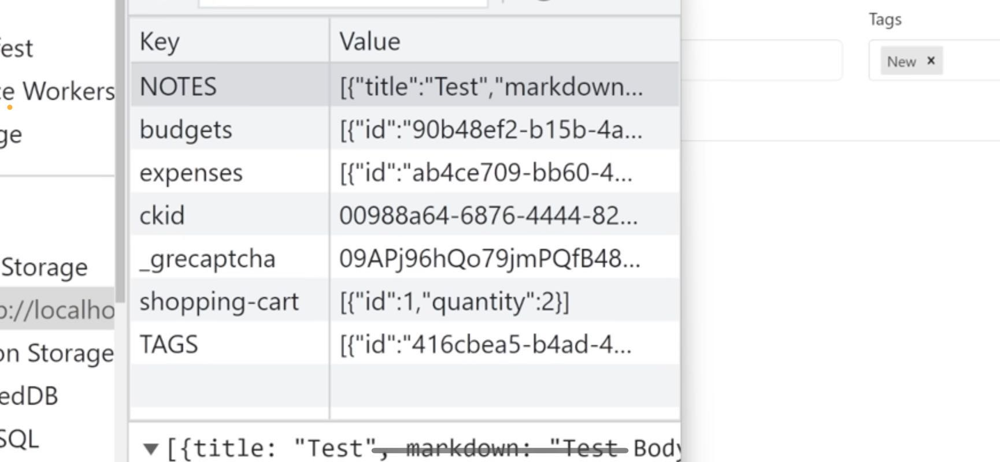 est
e Workers
ge
Storage
p://localho
on Storage
edDB
SQL
Key Value
NOTES [{"title":"Test","markdown...
budgets [{"id":"90b48ef2-b15b-4a...
expenses [{"id":"ab4ce709-bb60-4...
ckid 00988a64-6876-4444-82...
_grecaptcha 09APj96hQo79jmPQfB48...
shopping-cart [{"id":1,"quantity":2}]
TAGS [{"id":"416cbea5-b4ad-4...
▼ [{title: "Test", markdown: "Test Body
Tags
New ×